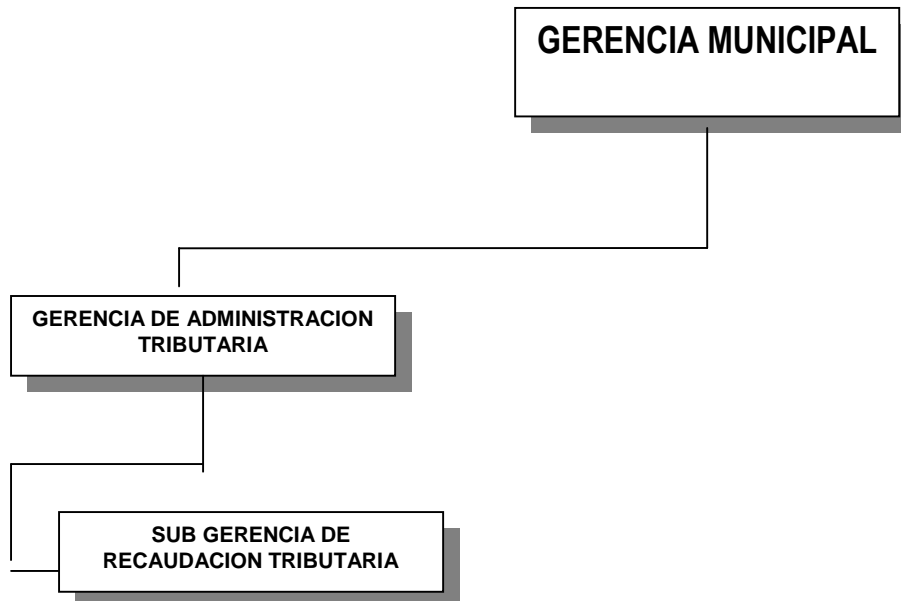 GERENCIA MUNICIPAL
GERENCIA DE ADMINISTRACION
TRIBUTARIA
SUB GERENCIA DE
RECAUDACION TRIBUTARIA